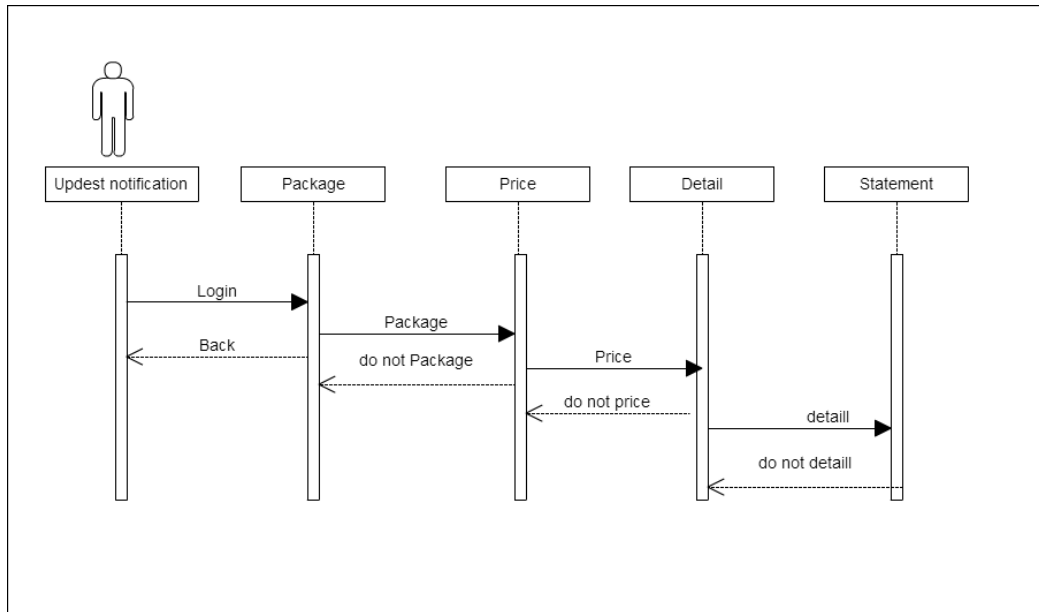 Updest notification
Package
Price
Detail
Statement
Login
Package
Back
do not Package
Price
do not price
detaill
do not detaill